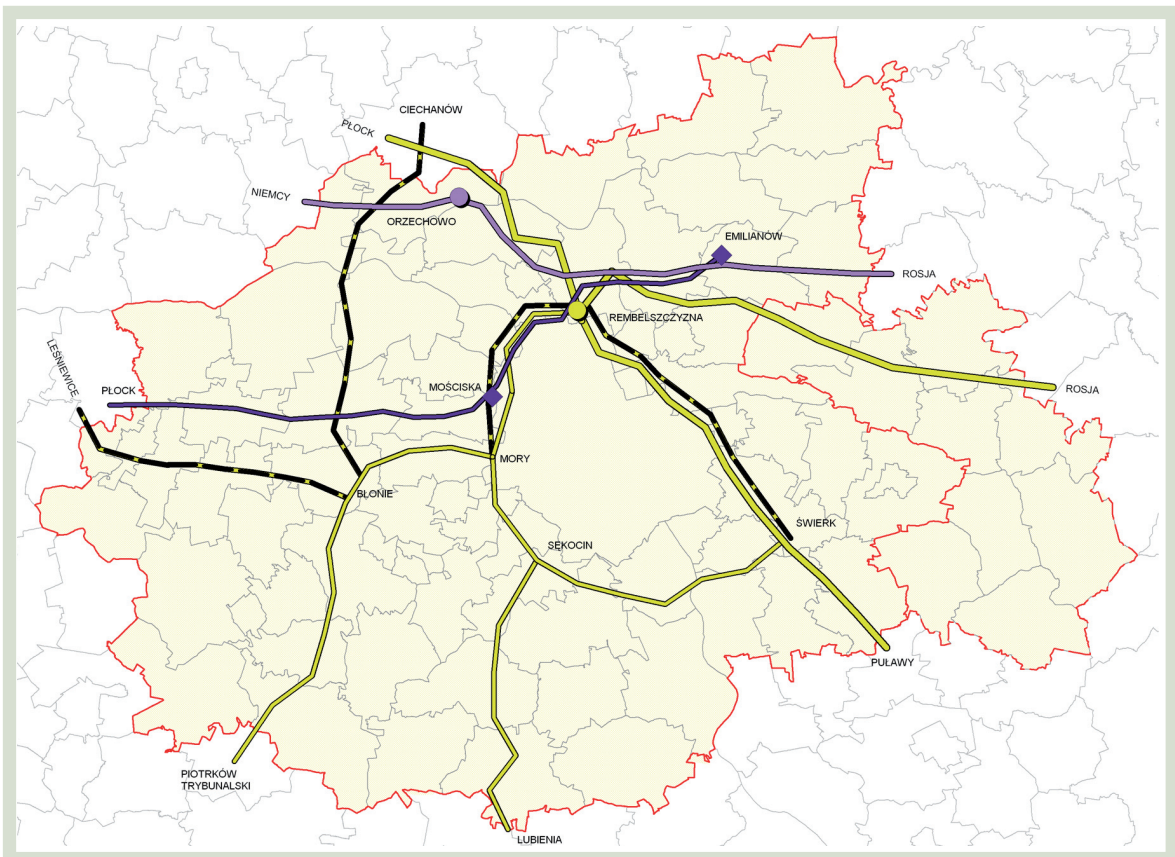 CIECHANÓW
PŁOCK
NIEMCY
ORZECHOWO
EMILIANÓW
ROSJA
REMBELSZCZYZNA
LEŚNIEWICE
PŁOCK
MOŚCISKA
ROSJA
MORY
BŁONIE
ŚWIERK
SĘKOCIN
PUŁAWY
PIOTRKÓW
TRYBUNALSKI
LUBIENIA